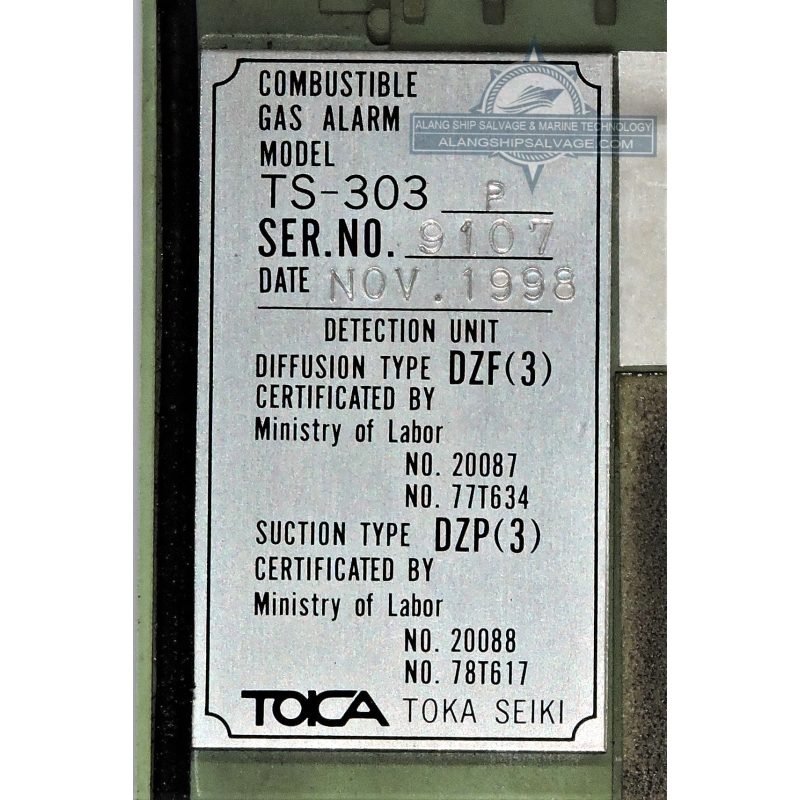 COMBUSTIBLE
GAS ALARM
MODEL
TS-303 P
SER.NO. 9107
DATE NOV.1998
DETECTION UNIT
DIFFUSION TYPE DZF(3)
CERTIFICATED BY
Ministry of Labor
NO. 20087
NO. 77T634
SUCTION TYPE DZP(3)
CERTIFICATED BY
Ministry of Labor
NO. 20088
NO. 78T617
TOKA TOKA SEIKI
ALANG SHIP SALVAGE & MARINE TECHNOLOGY
ALANGSHIPSALVAGE.COM